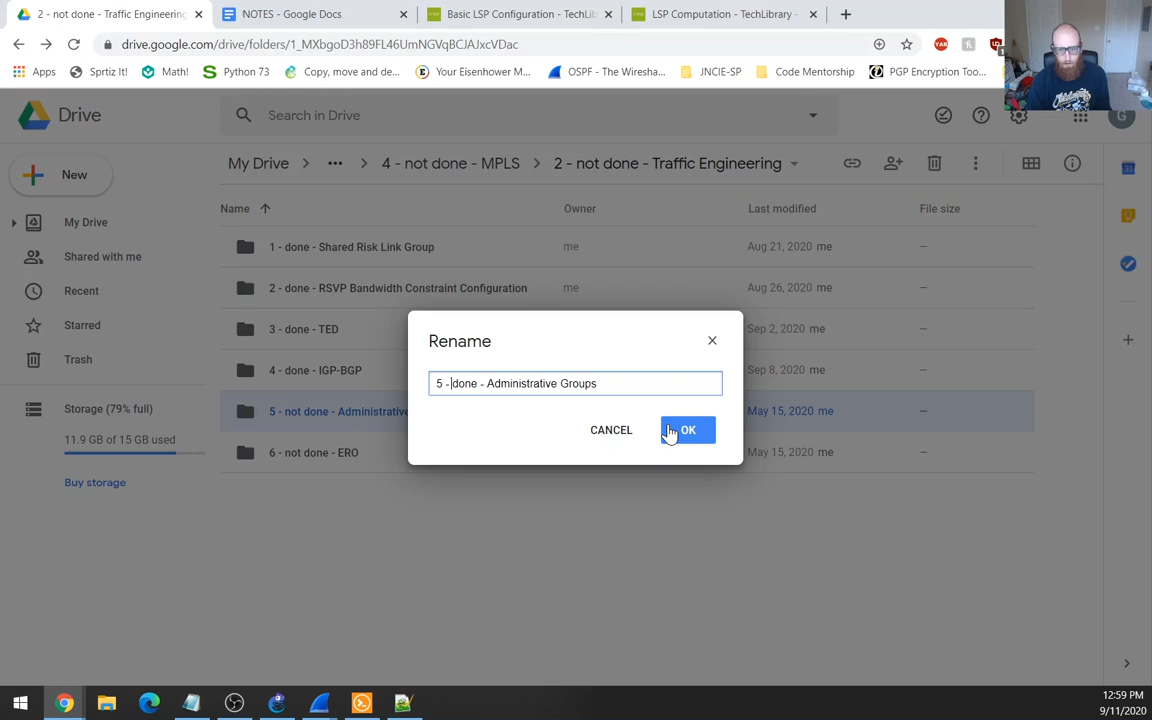 2 - not done - Traffic Engineering
NOTES - Google Docs
Basic LSP Configuration - TechLib
LSP Computation - TechLibrary -
drive.google.com/drive/folders/1_MXbgoD3h89FL46UmNGVqBCJAJxcVDac
Apps
Sprtiz It!
Math!
Python 73
Copy, move and de...
Your Eisenhower M...
OSPF - The Wiresha...
JNCIE-SP
Code Mentorship
PGP Encryption Too...
Drive
Search in Drive
G
New
My Drive
...
4 - not done - MPLS
2 - not done - Traffic Engineering
My Drive
Shared with me
Recent
Starred
Trash
Storage (79% full)
11.9 GB of 15 GB used
Buy storage
Name
Owner
Last modified
File size
1 - done - Shared Risk Link Group
me
Aug 21, 2020 me
–
2 - done - RSVP Bandwidth Constraint Configuration
me
Aug 26, 2020 me
–
3 - done - TED
Sep 2, 2020 me
–
4 - done - IGP-BGP
Sep 8, 2020 me
–
5 - not done - Administrative
May 15, 2020 me
–
6 - not done - ERO
May 15, 2020 me
–
Rename
5 -done - Administrative Groups
CANCEL
OK
12:59 PM
9/11/2020